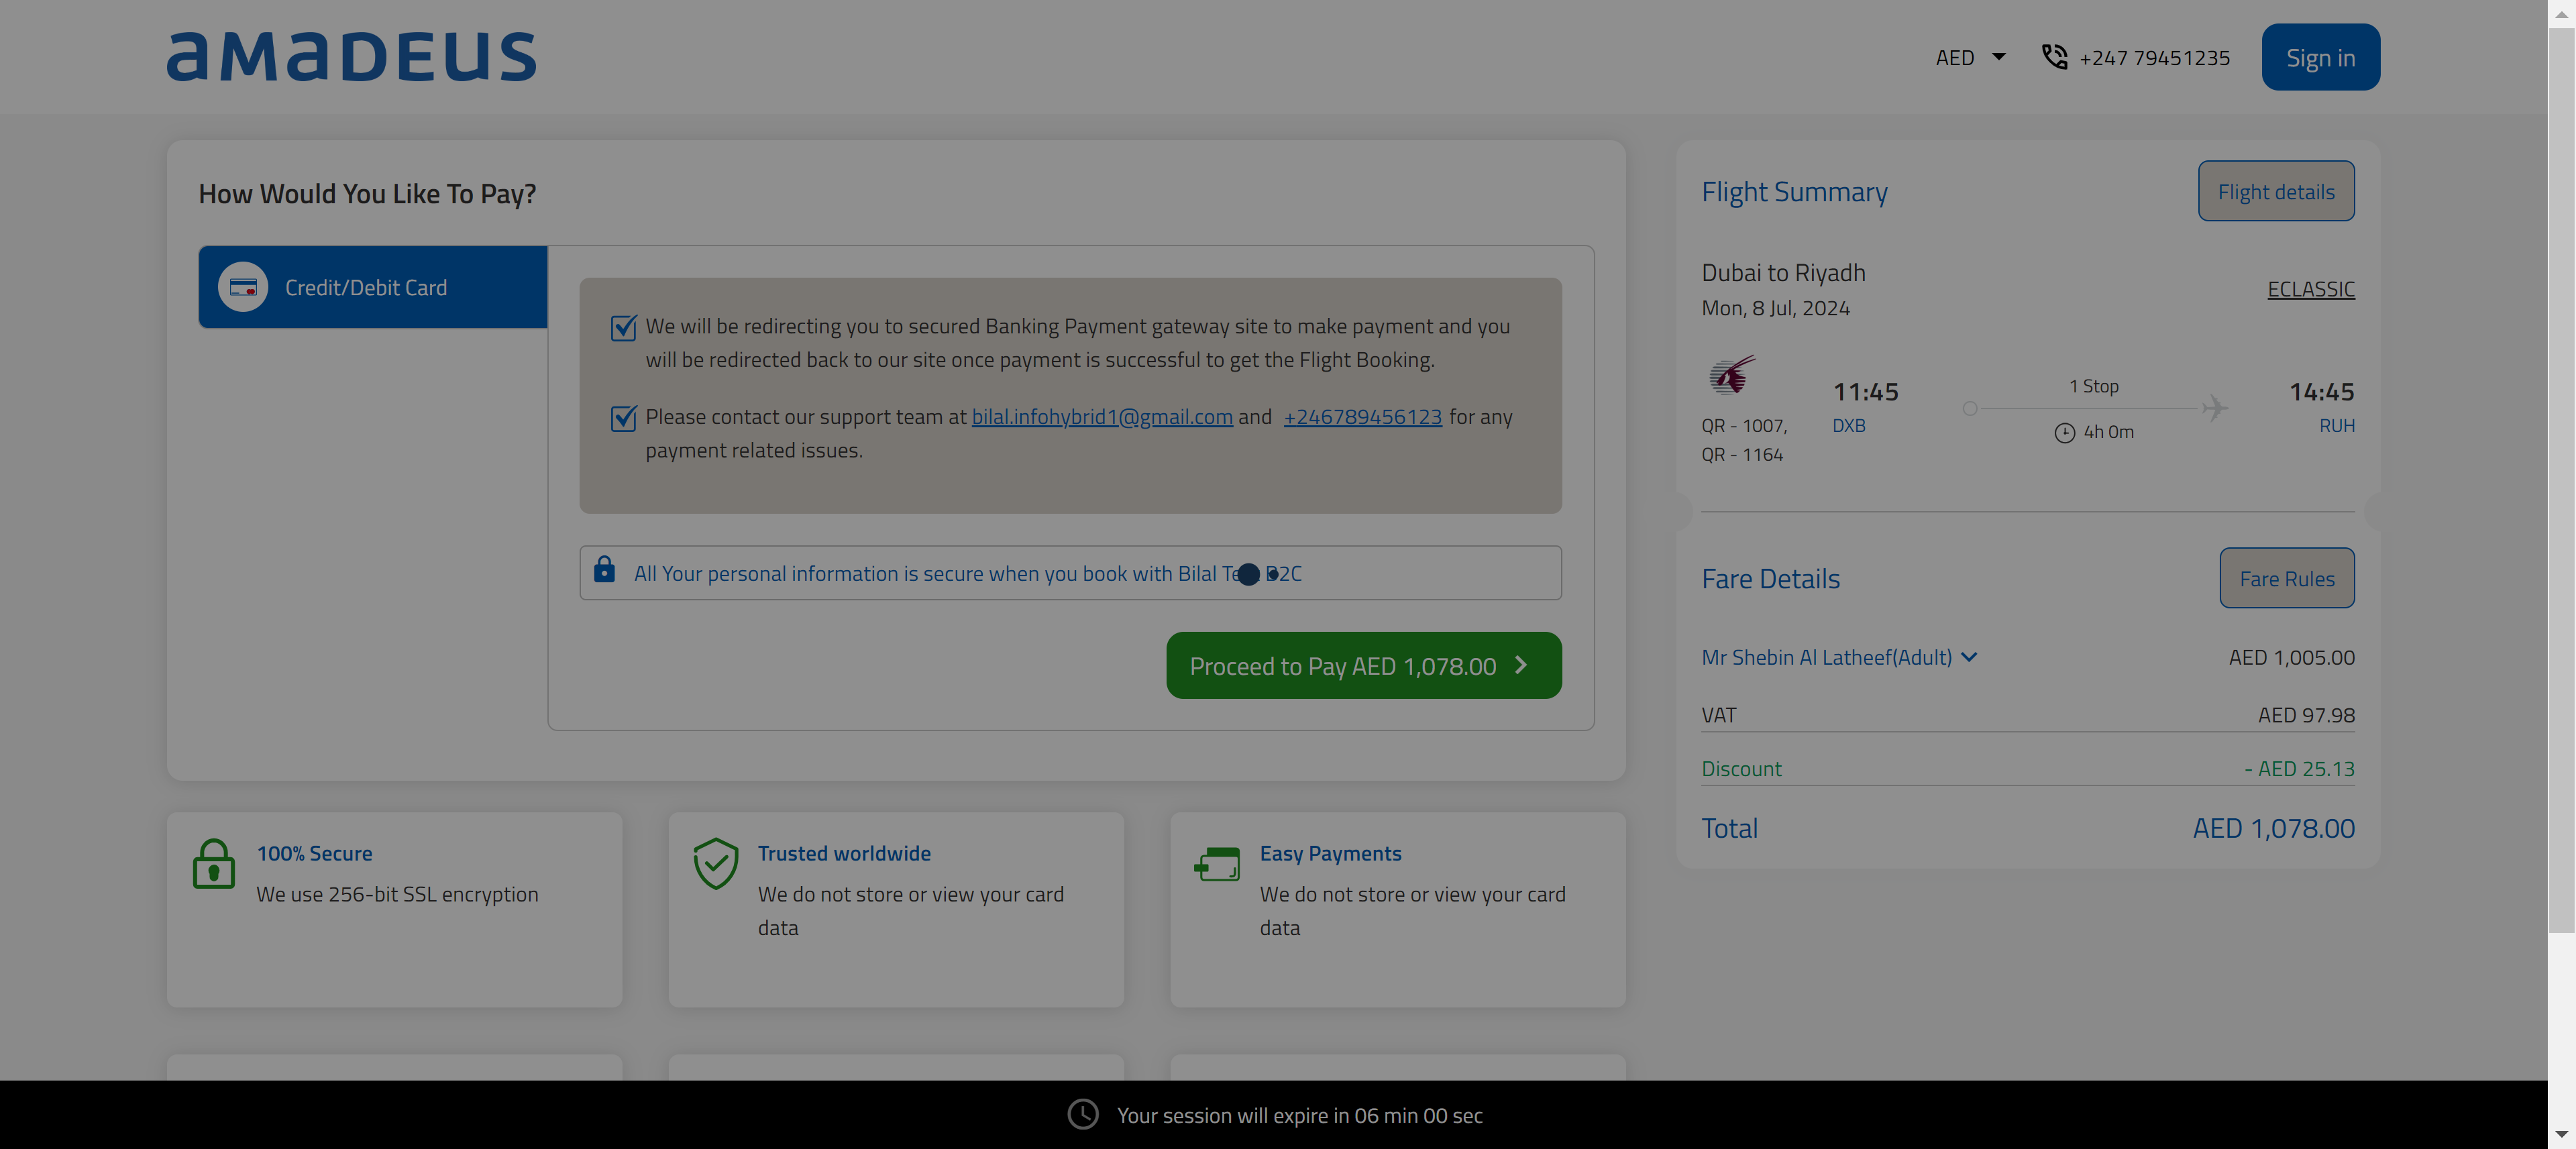 amadeus
AED
+247 79451235
Sign in
How Would You Like To Pay?
Credit/Debit Card
We will be redirecting you to secured Banking Payment gateway site to make payment and you
will be redirected back to our site once payment is successful to get the Flight Booking.
Please contact our support team at bilal.infohybrid1@gmail.com and +246789456123 for any
payment related issues.
All Your personal information is secure when you book with Bilal
Proceed to Pay AED 1,078.00
100% Secure
We use 256-bit SSL encryption
Trusted worldwide
We do not store or view your card
data
Easy Payments
We do not store or view your card
data
Flight Summary
Flight details
Dubai to Riyadh
Mon, 8 Jul, 2024
ECLASSIC
QR - 1007,
QR - 1164
11:45
DXB
1 Stop
4h 0m
14:45
RUH
Fare Details
Fare Rules
Mr Shebin Al Latheef(Adult)
AED 1,005.00
VAT
AED 97.98
Discount
- AED 25.13
Total
AED 1,078.00
Your session will expire in 06 min 00 sec